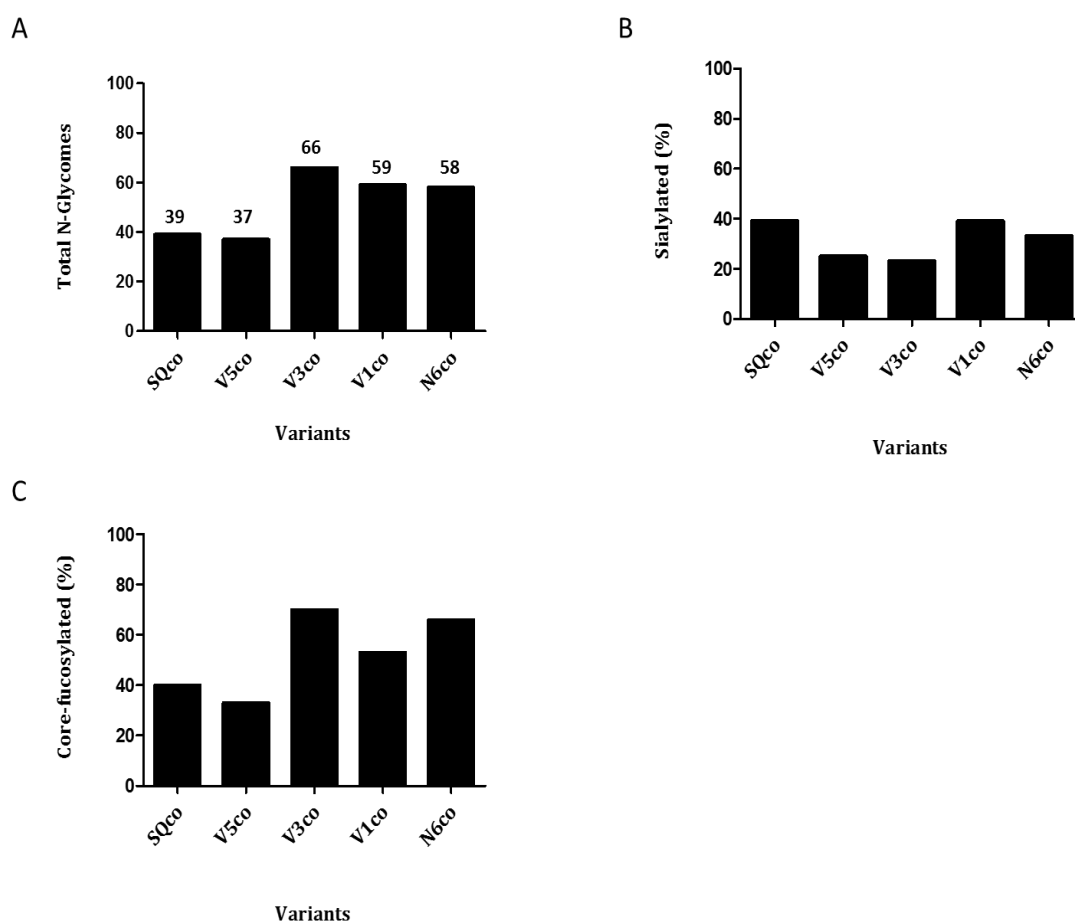 A
Total N-Glycomes
100
80
60
40
20
0
39
37
66
59
58
SQco
V5co
V3co
V1co
N6co
Variants
B
Sialylated (%)
100
80
60
40
20
0
SQco
V5co
V3co
V1co
N6co
Variants
C
Core-fucosylated (%)
100
80
60
40
20
0
SQco
V5co
V3co
V1co
N6co
Variants